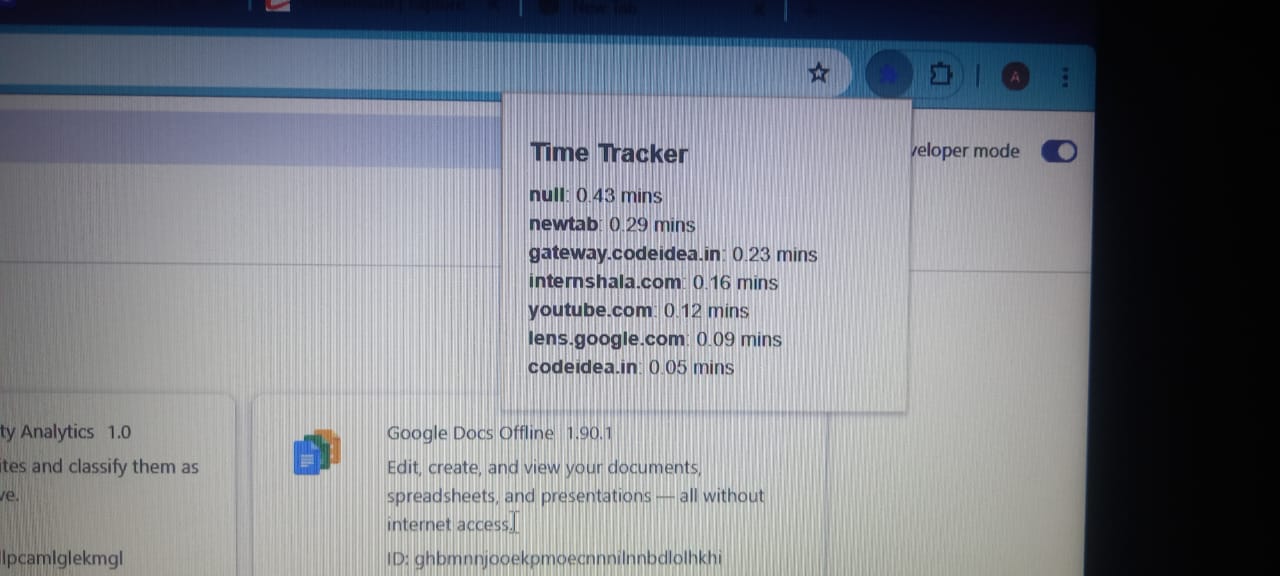 New Tab
A
Time Tracker
veloper mode
null: 0.43 mins
newtab: 0.29 mins
gateway.codeidea.in: 0.23 mins
internshala.com: 0.16 mins
youtube.com: 0.12 mins
lens.google.com: 0.09 mins
codeidea.in: 0.05 mins
ty Analytics 1.0
ites and classify them as
ve.
lpcamlglekmgl
Google Docs Offline 1.90.1
Edit, create, and view your documents,
spreadsheets, and presentations — all without
internet access.
ID: ghbmnnjooekpmoecnnnilnnbdlolhkhi